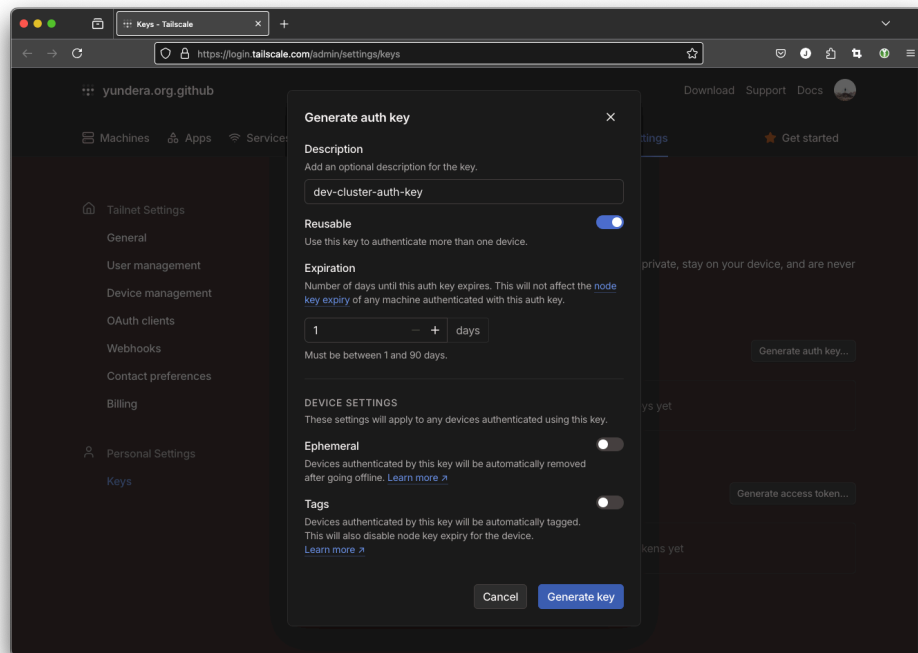 Keys – Tailscale
https://login.tailscale.com/admin/settings/keys
yundera.org.github
Download Support Docs
Machines Apps Services
ttings
Get started
Generate auth key
Description
Add an optional description for the key.
dev-cluster-auth-key
Reusable
Use this key to authenticate more than one device.
Expiration
Number of days until this auth key expires. This will not affect the node
key expiry of any machine authenticated with this auth key.
1 days
Must be between 1 and 90 days.
DEVICE SETTINGS
These settings will apply to any devices authenticated using this key.
Ephemeral
Devices authenticated by this key will be automatically removed
after going offline. Learn more ↗
Tags
Devices authenticated by this key will be automatically tagged.
This will also disable node key expiry for the device.
Learn more ↗
Cancel Generate key
Tailnet Settings
General
User management
Device management
OAuth clients
Webhooks
Contact preferences
Billing
Personal Settings
Keys
private, stay on your device, and are never
Generate auth key...
ys yet
Generate access token...
kens yet